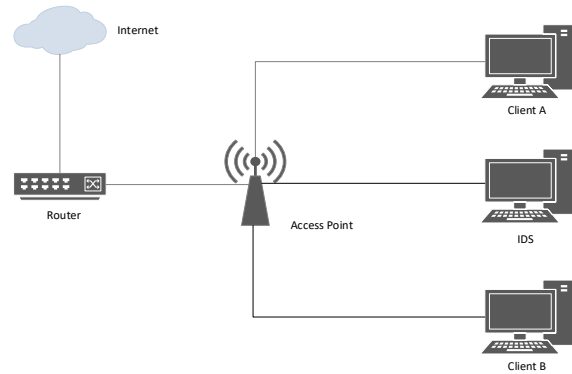 Internet
Client A
Router
Access Point
IDS
Client B